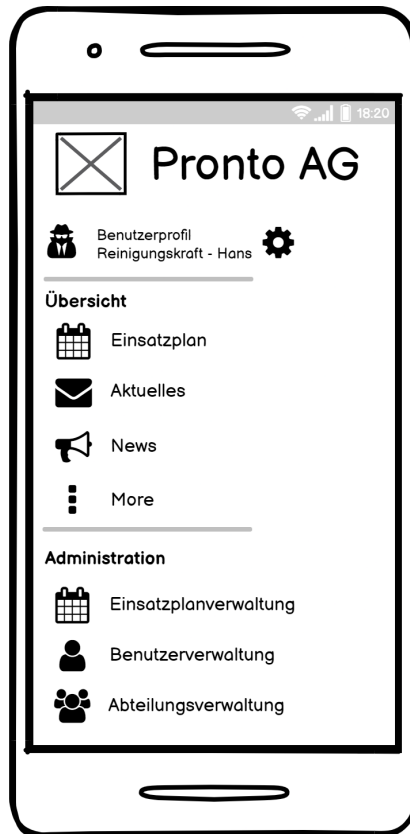 18:20
Pronto AG
Benutzerprofil
Reinigungskraft - Hans
Übersicht
Einsatzplan
Aktuelles
News
More
Administration
Einsatzplanverwaltung
Benutzerverwaltung
Abteilungsverwaltung